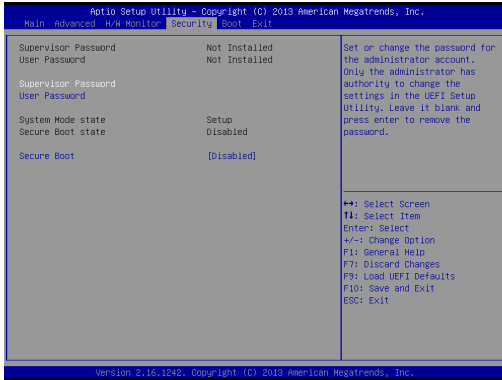 Aptio Setup Utility – Copyright (C) 2013 American Megatrends, Inc.
Main Advanced H/W Monitor Security Boot Exit
Supervisor Password Not Installed
User Password Not Installed
Supervisor Password
User Password
System Mode state Setup
Secure Boot state Disabled
Secure Boot [Disabled]
Set or change the password for
the administrator account.
Only the administrator has
authority to change the
settings in the UEFI Setup
Utility. Leave it blank and
press enter to remove the
password.
↔: Select Screen
↑↓: Select Item
Enter: Select
+/-: Change Option
F1: General Help
F7: Discard Changes
F9: Load UEFI Defaults
F10: Save and Exit
ESC: Exit
Version 2.16.1242. Copyright (C) 2013 American Megatrends, Inc.